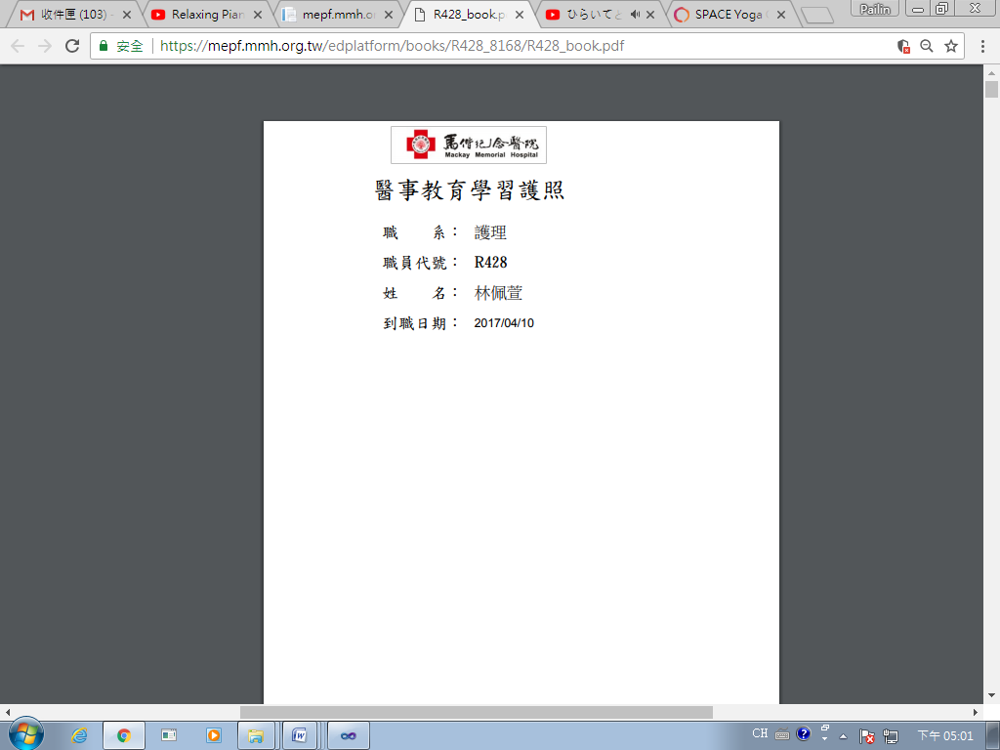 收件匣 (103) -
Relaxing Pian
mepf.mmh.o
R428_book.p
ひらいてと
SPACE Yoga
Pailin
安全
https://mepf.mmh.org.tw/edplatform/books/R428_8168/R428_book.pdf
馬偕紀念醫院
Mackay Memorial Hospital
醫事教育學習護照
職 系： 護理
職員代號： R428
姓 名： 林佩萱
到職日期： 2017/04/10
CH
下午 05:01